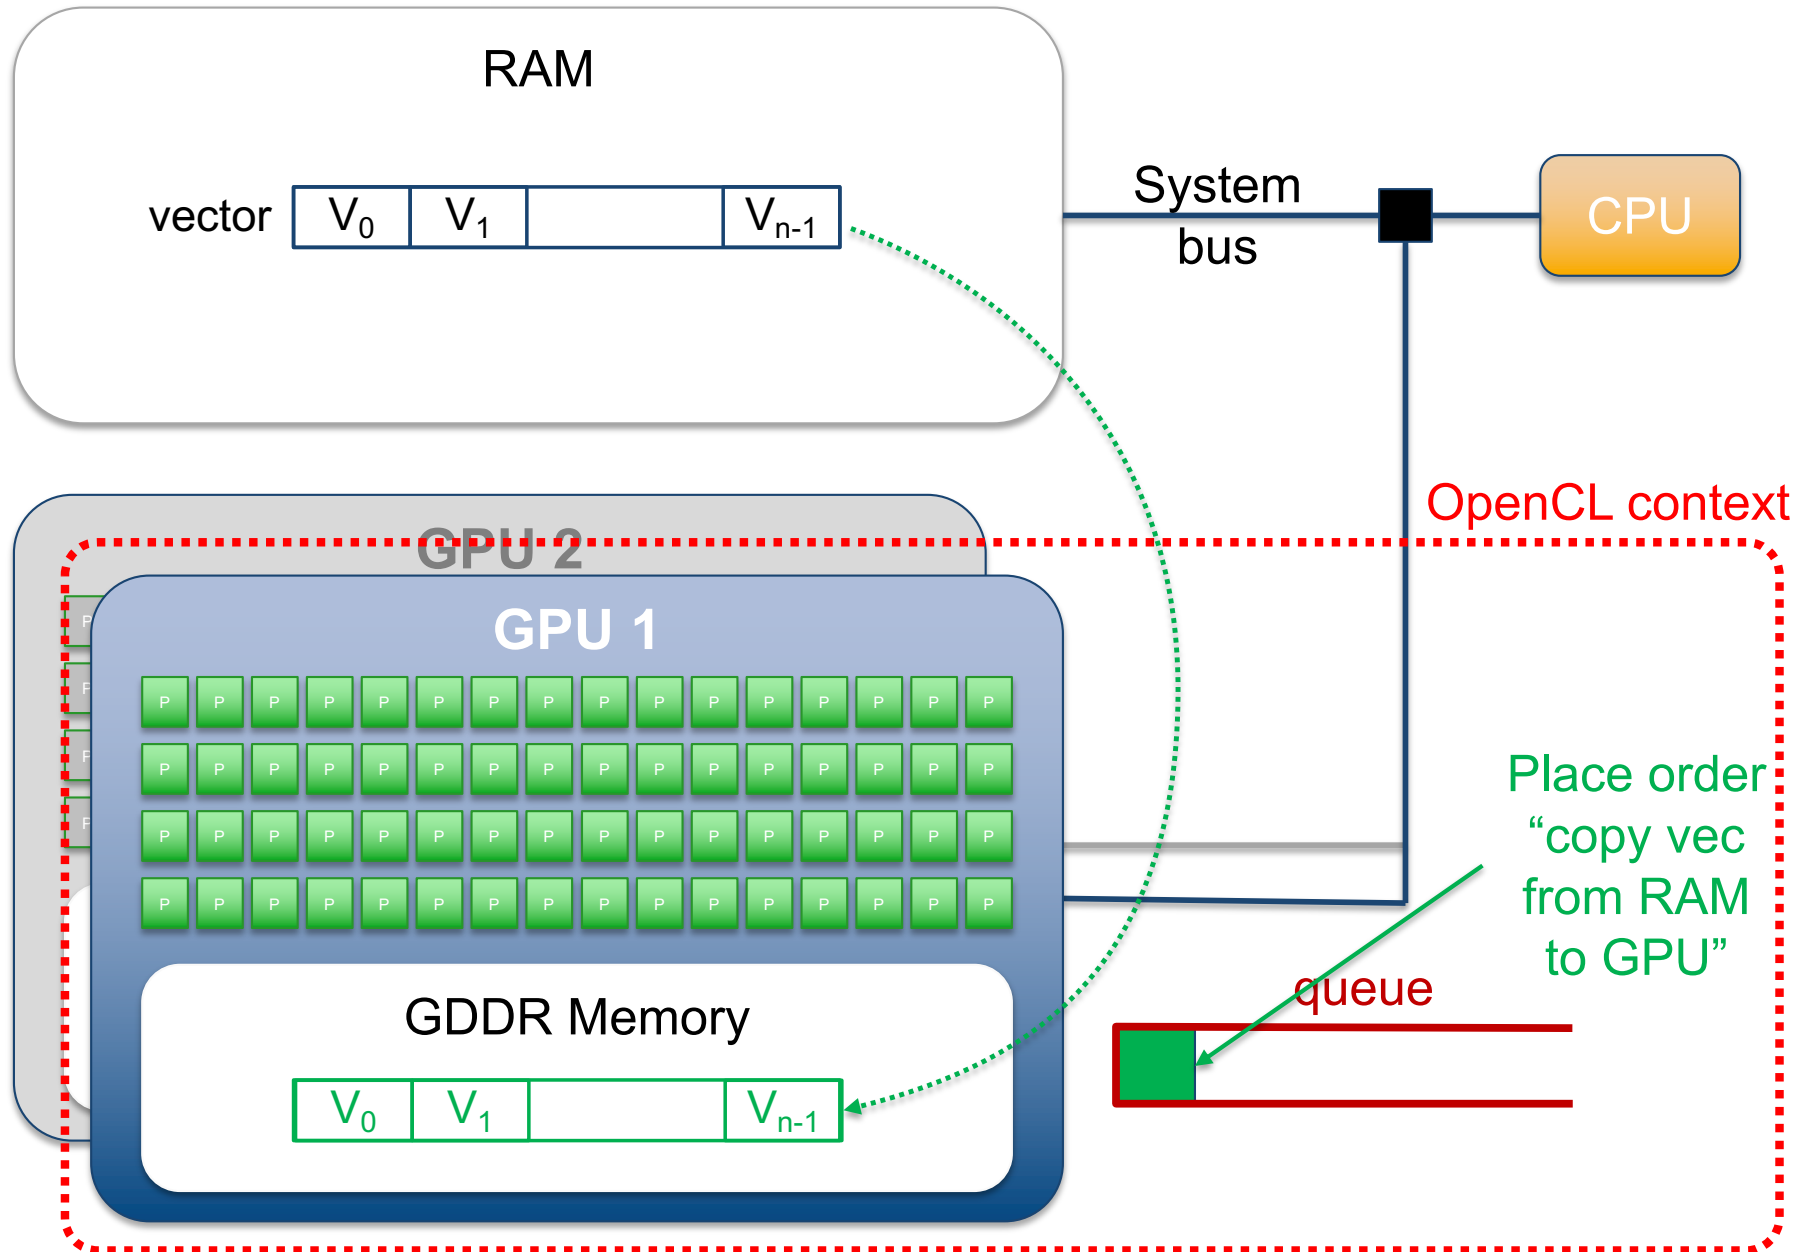 RAM
vector V0 V1 Vn-1
System
bus
CPU
OpenCL context
GPU 2
GPU 1
P
P P P P P P P P P P P P P P P P
P
P P P P P P P P P P P P P P P P
P
P P P P P P P P P P P P P P P P
P
P P P P P P P P P P P P P P P P
Place order
“copy vec
from RAM
to GPU”
queue
GDDR Memory
V0 V1 Vn-1